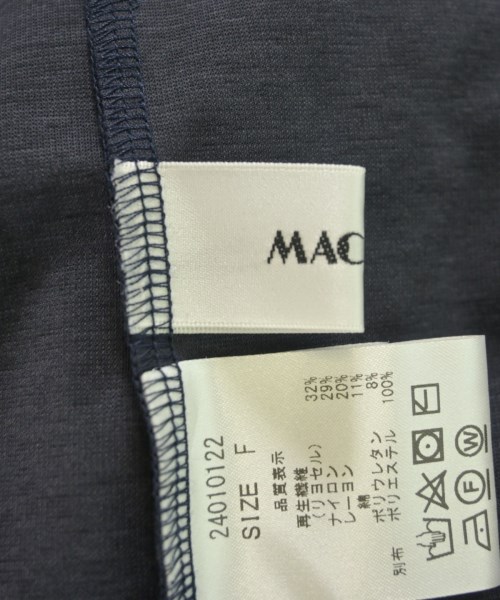 MAC
24010122
SIZE F
品質表示
再生繊維 32%
(リヨセル)
ナイロン 29%
レーヨン 20%
綿 11%
ポリウレタン 8%
別布 ポリエステル 100%
W
F